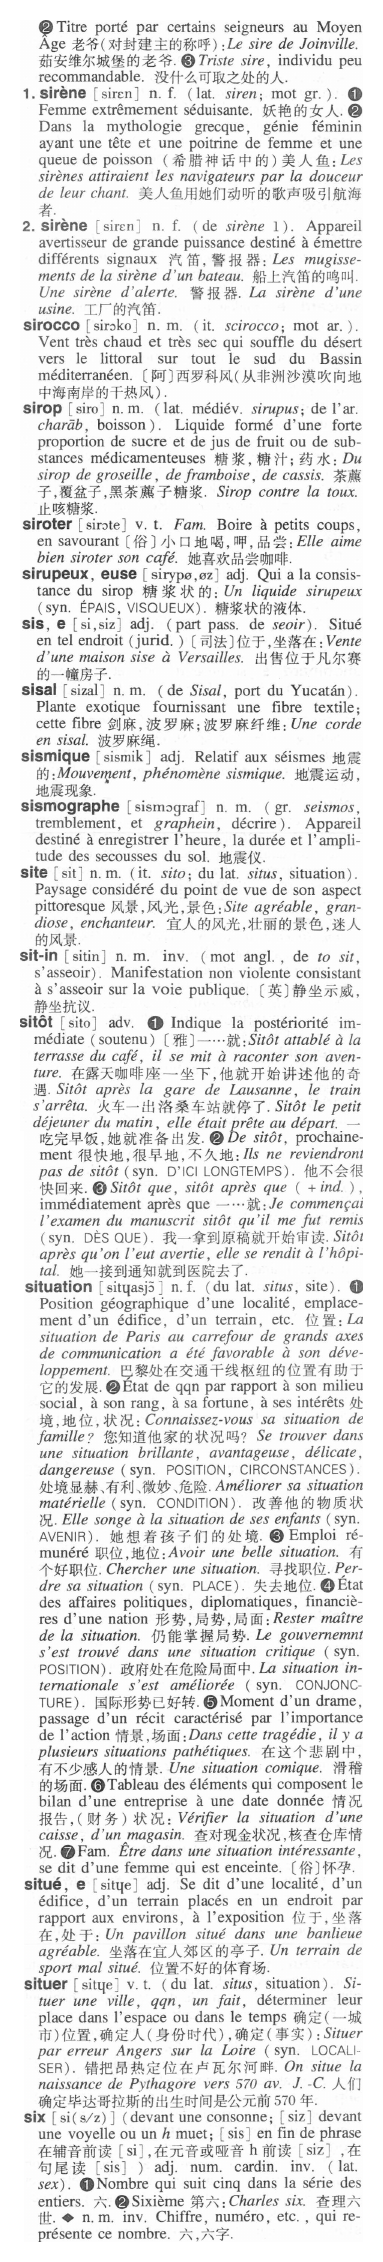 ❷ Titre porté par certains seigneurs au Moyen
Âge 老爷(对封建主的称呼):Le sire de Joinville.
茹安维尔城堡的老爷. ❸ Triste sire, individu peu
recommandable. 没什么可取之处的人.
1. sirène [sirɛn] n. f. (lat. siren; mot gr.). ❶
Femme extrêmement séduisante. 妖艳的女人. ❷
Dans la mythologie grecque, génie féminin
ayant une tête et une poitrine de femme et une
queue de poisson (希腊神话中的)美人鱼:Les
sirènes attiraient les navigateurs par la douceur
de leur chant. 美人鱼用她们动听的歌声吸引航海
者.
2. sirène [sirɛn] n. f. (de sirène 1). Appareil
avertisseur de grande puissance destiné à émettre
différents signaux 汽笛,警报器: Les mugisse-
ments de la sirène d'un bateau. 船上汽笛的鸣叫.
Une sirène d'alerte. 警报器. La sirène d'une
usine. 工厂的汽笛.
sirocco [sirɔko] n. m. (it. scirocco; mot ar.).
Vent très chaud et très sec qui souffle du désert
vers le littoral sur tout le sud du Bassin
méditerranéen. [阿]西罗科风(从非洲沙漠吹向地
中海南岸的干热风).
sirop [siro] n. m. (lat. médiév. sirupus; de l'ar.
charāb, boisson). Liquide formé d'une forte
proportion de sucre et de jus de fruit ou de sub-
stances médicamenteuses 糖浆,糖汁;药水:Du
sirop de groseille, de framboise, de cassis. 茶藨
子,覆盆子,黑茶藨子糖浆. Sirop contre la toux.
止咳糖浆.
siroter [sirɔte] v. t. Fam. Boire à petits coups,
en savourant [俗]小口地喝,呷,品尝:Elle aime
bien siroter son café. 她喜欢品尝咖啡.
sirupeux, euse [sirypø,øz] adj. Qui a la consis-
tance du sirop 糖浆状的: Un liquide sirupeux
(syn. ÉPAIS, VISQUEUX). 糖浆状的液体.
sis, e [si,siz] adj. (part pass. de seoir). Situé
en tel endroit (jurid.) [司法]位于,坐落在:Vente
d'une maison sise à Versailles. 出售位于凡尔赛
的一幢房子.
sisal [sizal] n. m. (de Sisal, port du Yucatán).
Plante exotique fournissant une fibre textile;
cette fibre 剑麻,波罗麻;波罗麻纤维:Une corde
en sisal. 波罗麻绳.
sismique [sismik] adj. Relatif aux séismes 地震
的:Mouvement, phénomène sismique. 地震运动,
地震现象.
sismographe [sismɔgraf] n. m. (gr. seismos,
tremblement, et graphein, décrire). Appareil
destiné à enregistrer l'heure, la durée et l'ampli-
tude des secousses du sol. 地震仪.
site [sit] n. m. (it. sito; du lat. situs, situation).
Paysage considéré du point de vue de son aspect
pittoresque 风景,风光,景色:Site agréable, gran-
diose, enchanteur. 宜人的风光,壮丽的景色,迷人
的风景.
sit-in [sitin] n. m. inv. (mot angl., de to sit,
s'asseoir). Manifestation non violente consistant
à s'asseoir sur la voie publique. [英]静坐示威,
静坐抗议.
sitôt [sito] adv. ❶ Indique la postériorité im-
médiate (soutenu) [雅]一…就:Sitôt attablé à la
terrasse du café, il se mit à raconter son aven-
ture. 在露天咖啡座一坐下,他就开始讲述他的奇
遇. Sitôt après la gare de Lausanne, le train
s'arrêta. 火车一出洛桑车站就停了. Sitôt le petit
déjeuner du matin, elle était prête au départ. 一
吃完早饭,她就准备出发. ❷ De sitôt, prochaine-
ment 很快地,很早地,不久地:Ils ne reviendront
pas de sitôt (syn. D'ICI LONGTEMPS). 他不会很
快回来. ❸ Sitôt que, sitôt après que (+ ind.),
immédiatement après que 一…就:Je commençai
l'examen du manuscrit sitôt qu'il me fut remis
(syn. DÈS QUE). 我一拿到原稿就开始审读. Sitôt
après qu'on l'eut avertie, elle se rendit à l'hôpi-
tal. 她一接到通知就到医院去了.
situation [sitɥasjɔ̃] n. f. (du lat. situs, site). ❶
Position géographique d'une localité, emplace-
ment d'un édifice, d'un terrain, etc. 位置: La
situation de Paris au carrefour de grands axes
de communication a été favorable à son déve-
loppement. 巴黎处在交通干线枢纽的位置有助于
它的发展. ❷ État de qqn par rapport à son milieu
social, à son rang, à sa fortune, à ses intérêts 处
境,地位,状况: Connaissez-vous sa situation de
famille? 您知道他家的状况吗? Se trouver dans
une situation brillante, avantageuse, délicate,
dangereuse (syn. POSITION, CIRCONSTANCES).
处境显赫、有利、微妙、危险. Améliorer sa situation
matérielle (syn. CONDITION). 改善他的物质状
况. Elle songe à la situation de ses enfants (syn.
AVENIR). 她想着孩子们的处境. ❸ Emploi ré-
munéré 职位,地位:Avoir une belle situation. 有
个好职位. Chercher une situation. 寻找职位. Per-
dre sa situation (syn. PLACE). 失去地位. ❹ État
des affaires politiques, diplomatiques, financiè-
res d'une nation 形势,局势,局面: Rester maître
de la situation. 仍能掌握局势. Le gouvernemnt
s'est trouvé dans une situation critique (syn.
POSITION). 政府处在危险局面中. La situation in-
ternationale s'est améliorée (syn. CONJONC-
TURE). 国际形势已好转. ❺ Moment d'un drame,
passage d'un récit caractérisé par l'importance
de l'action 情景,场面:Dans cette tragédie, il y a
plusieurs situations pathétiques. 在这个悲剧中,
有不少感人的情景. Une situation comique. 滑稽
的场面. ❻ Tableau des éléments qui composent le
bilan d'une entreprise à une date donnée 情况
报告,(财务)状况: Vérifier la situation d'une
caisse, d'un magasin. 查对现金状况,核查仓库情
况. ❼ Fam. Être dans une situation intéressante,
se dit d'une femme qui est enceinte. [俗]怀孕.
situé, e [sitɥe] adj. Se dit d'une localité, d'un
édifice, d'un terrain placés en un endroit par
rapport aux environs, à l'exposition 位于,坐落
在,处于: Un pavillon situé dans une banlieue
agréable. 坐落在宜人郊区的亭子. Un terrain de
sport mal situé. 位置不好的体育场.
situer [sitɥe] v. t. (du lat. situs, situation). Si-
tuer une ville, qqn, un fait, déterminer leur
place dans l'espace ou dans le temps 确定(一城
市)位置,确定人(身份时代),确定(事实):Situer
par erreur Angers sur la Loire (syn. LOCALI-
SER). 错把昂热定位在卢瓦尔河畔. On situe la
naissance de Pythagore vers 570 av. J.-C. 人们
确定毕达哥拉斯的出生时间是公元前570年.
six [si(s/z)] (devant une consonne; [siz] devant
une voyelle ou un h muet; [sis] en fin de phrase
在辅音前读 [si],在元音或哑音 h 前读 [siz],在
句尾读 [sis]) adj. num. cardin. inv. (lat.
sex). ❶ Nombre qui suit cinq dans la série des
entiers. 六. ❷ Sixième 第六: Charles six. 查理六
世. ◆ n. m. inv. Chiffre, numéro, etc., qui re-
présente ce nombre. 六,六字.